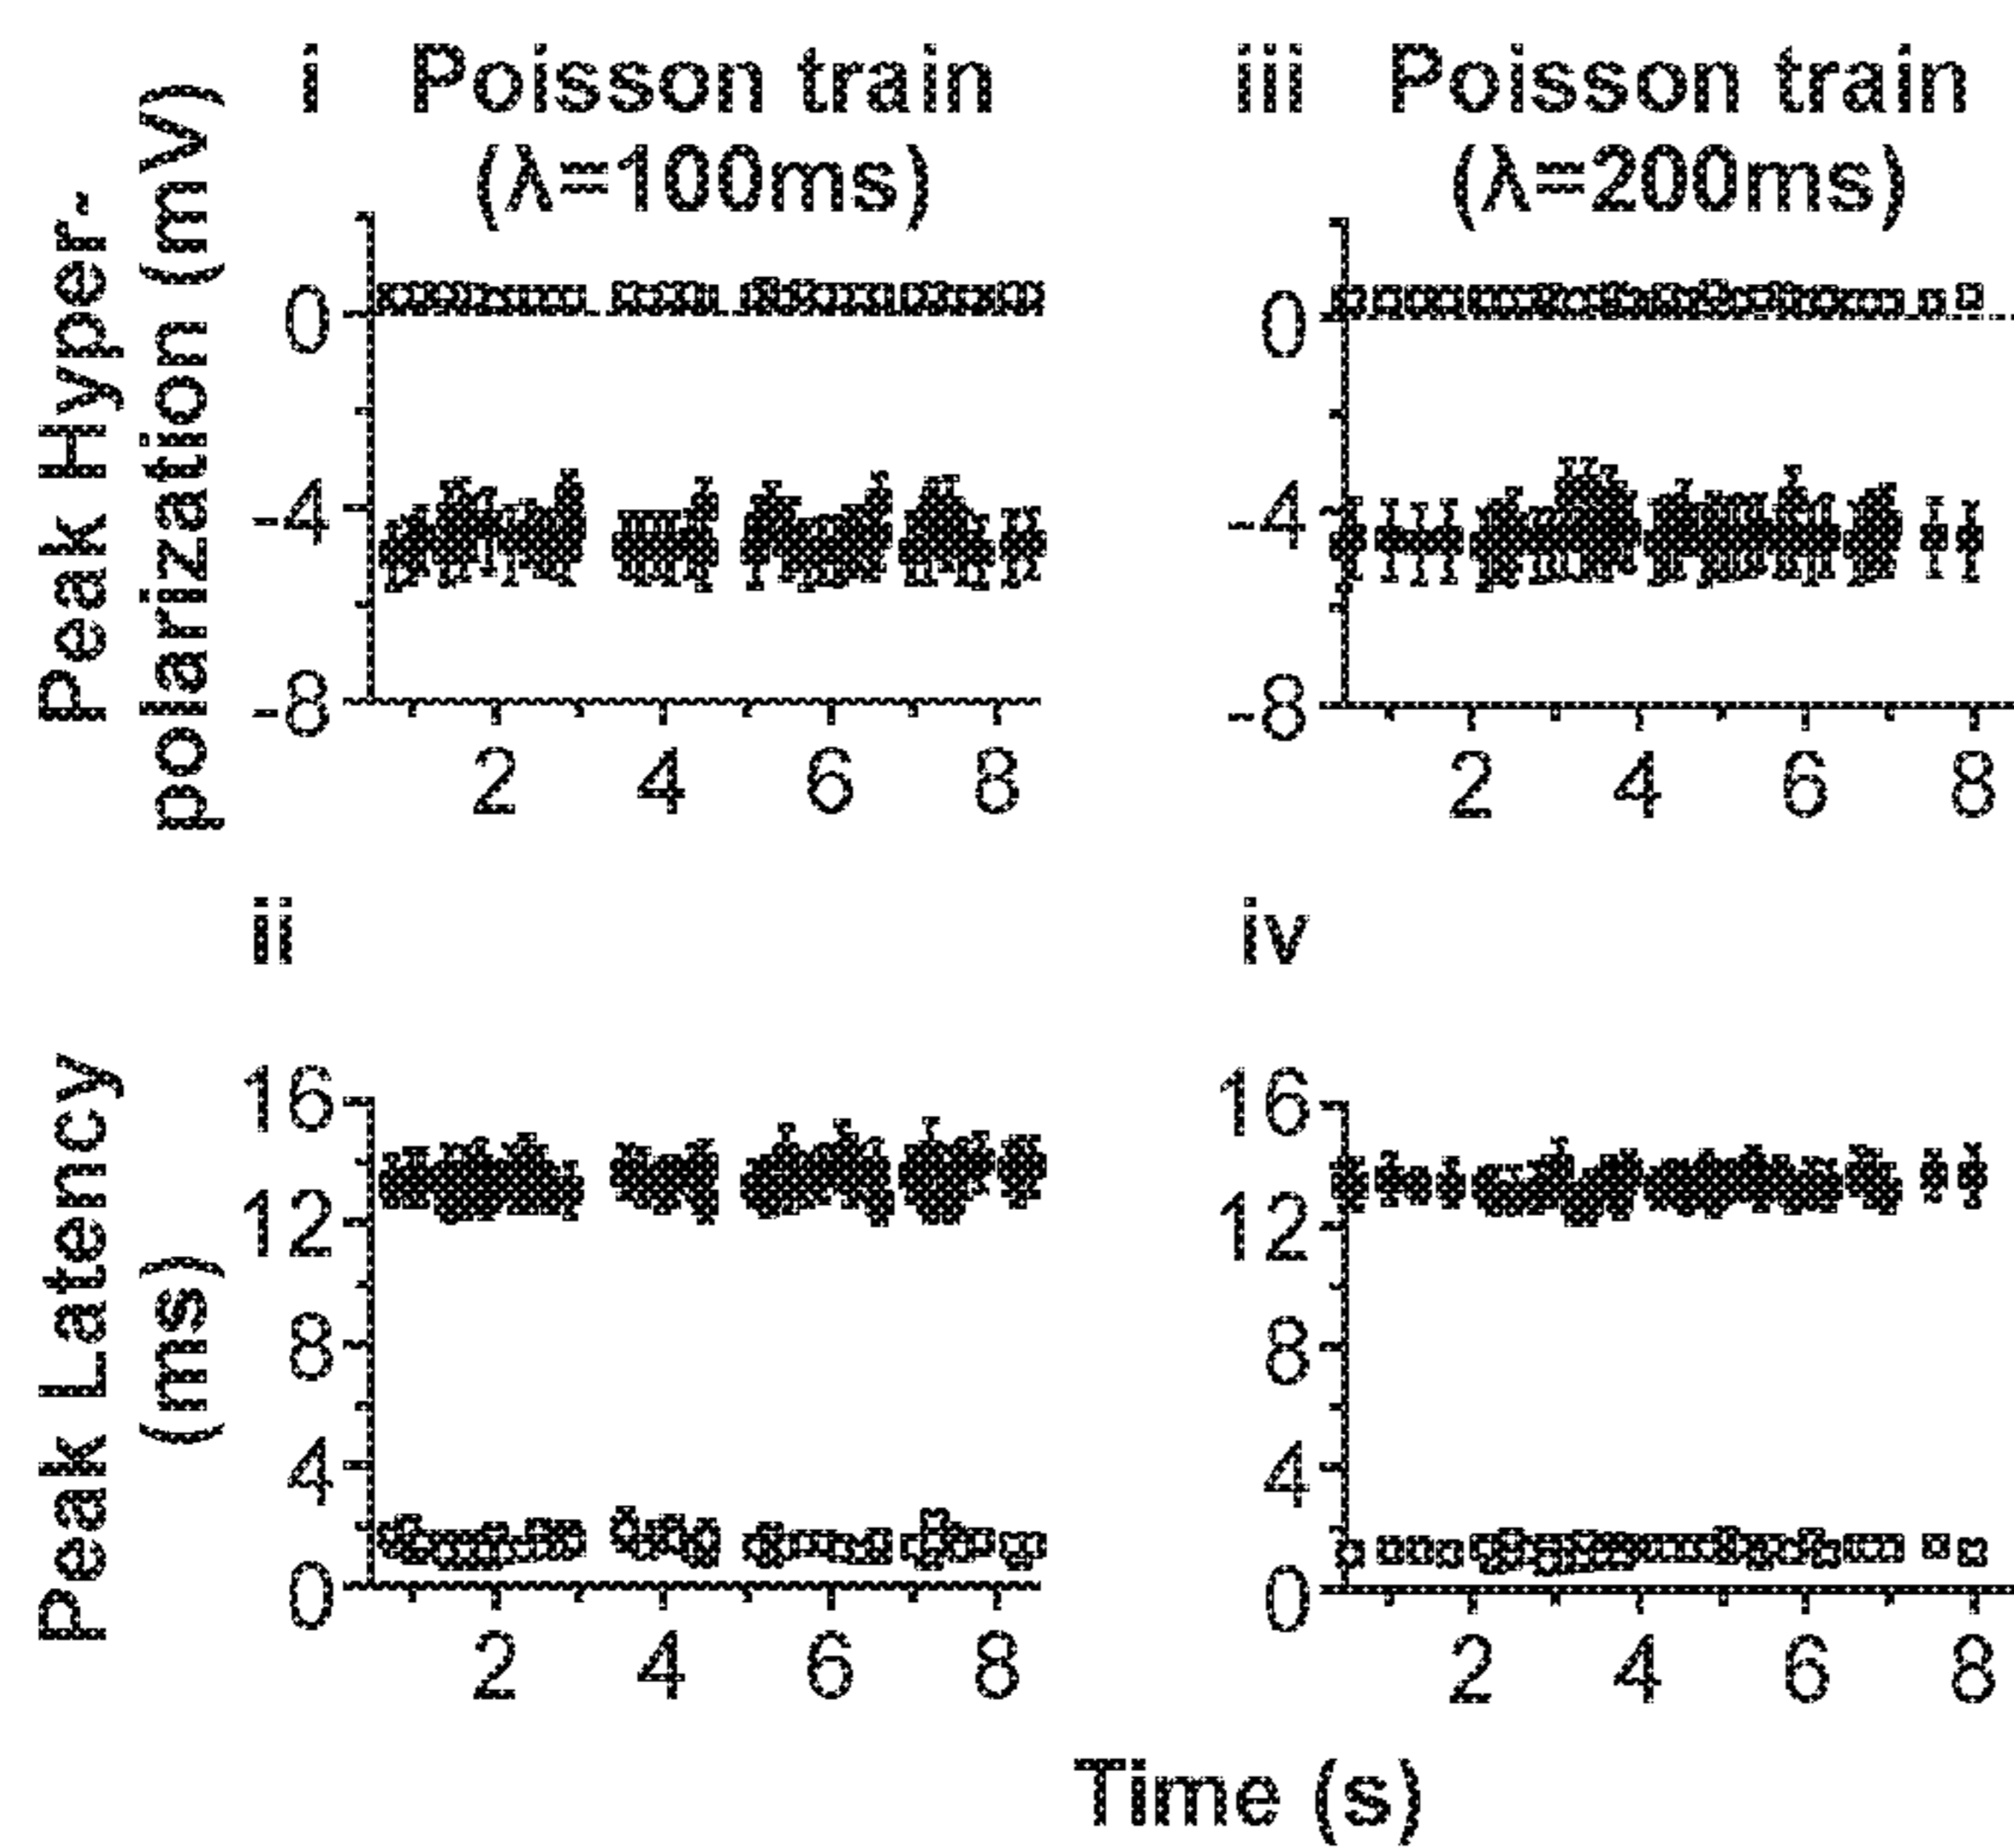 i Poisson train
(λ=100ms)
iii Poisson train
(λ=200ms)
Peak Hyper-
polarization (mV)
0
-4
-8
2 4 6 8
0
-4
-8
2 4 6 8
ii
iv
Peak Latency
(ms)
16
12
8
4
0
2 4 6 8
16
12
8
4
0
2 4 6 8
Time (s)